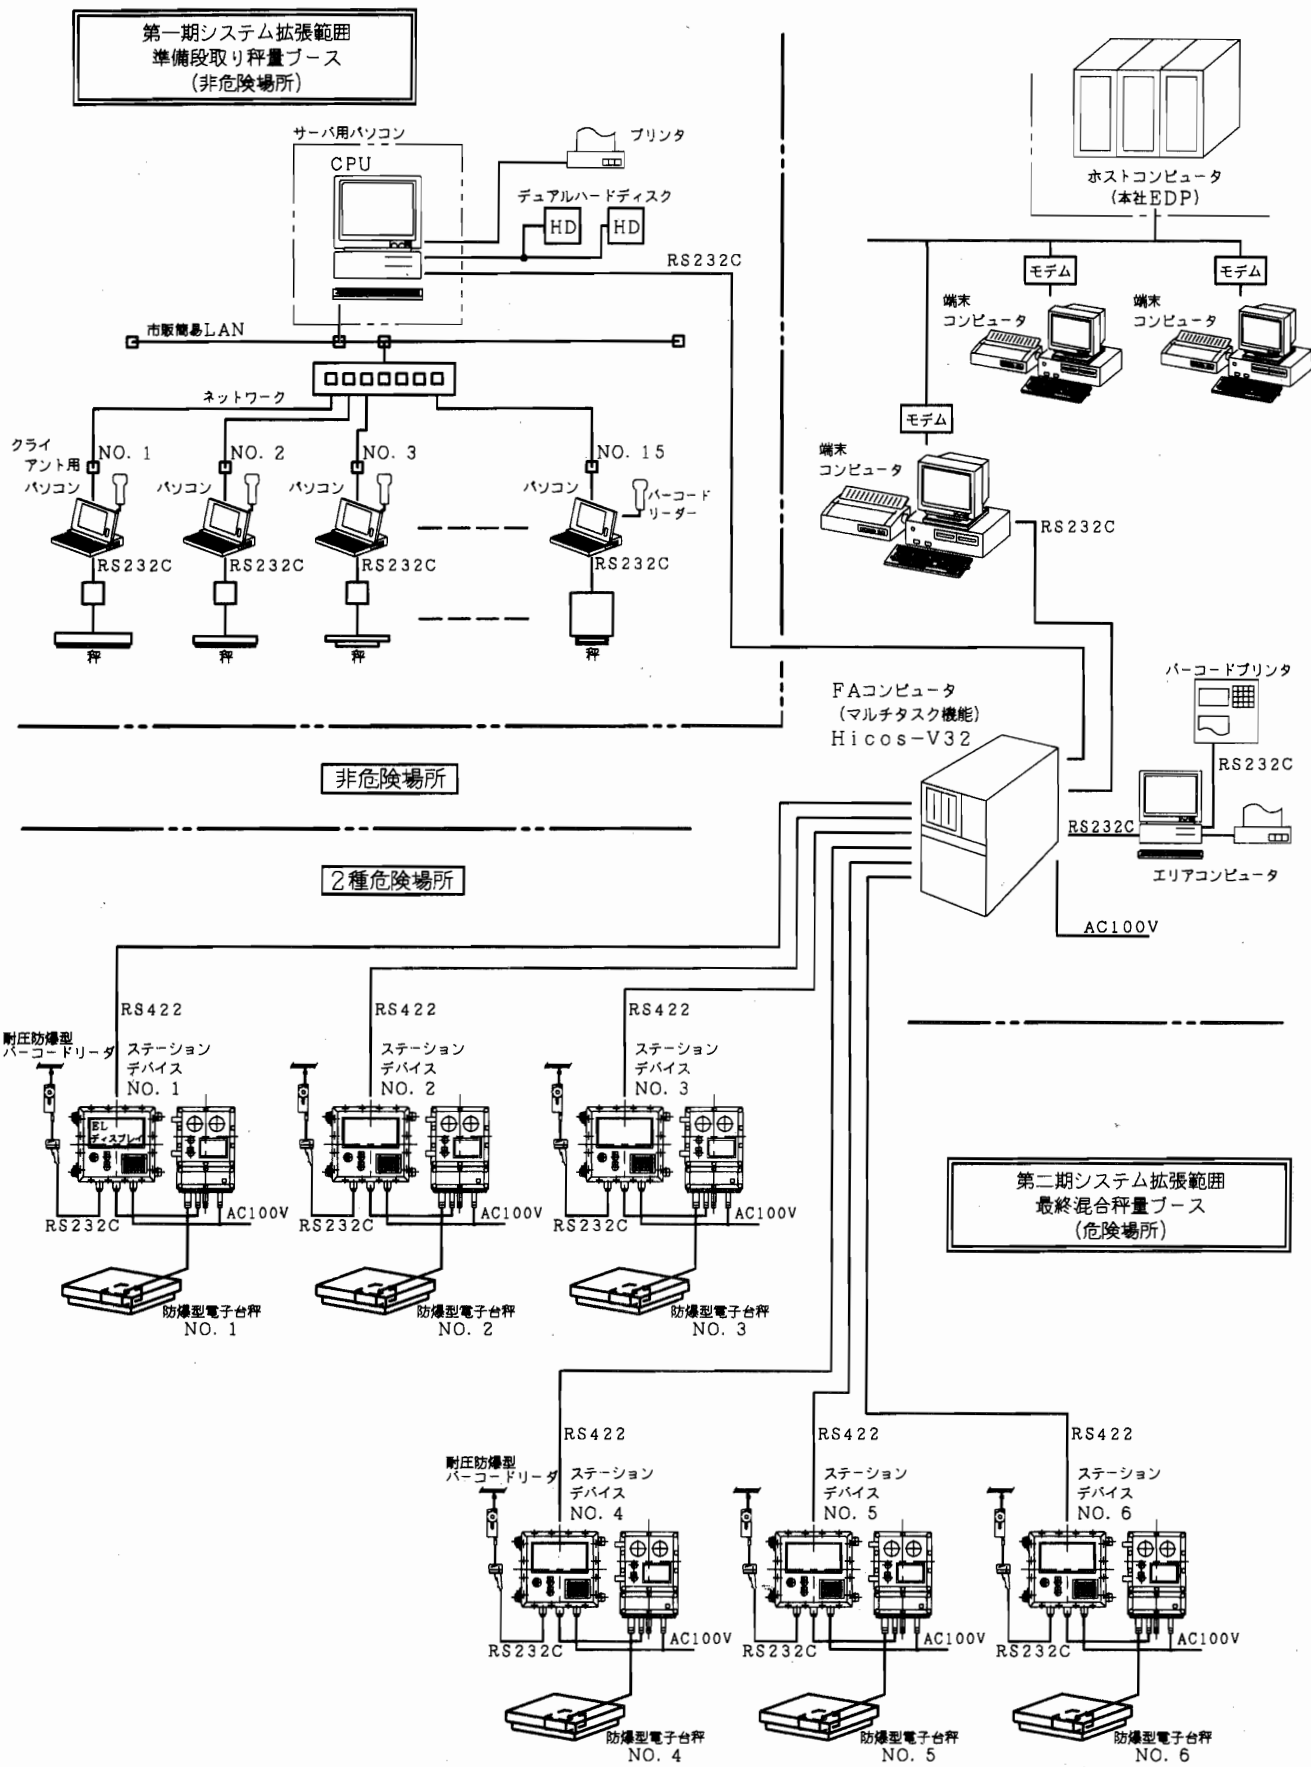 第一期システム拡張範囲
準備段取り秤量ブース
(非危険場所)
サーバ用パソコン
CPU
プリンタ
デュアルハードディスク
HD
HD
RS232C
市販簡易LAN
ネットワーク
クライ
アント用
パソコン
NO. 1
パソコン
NO. 2
パソコン
NO. 3
パソコン
NO. 15
バーコード
リーダー
RS232C
RS232C
RS232C
RS232C
秤
秤
秤
秤
ホストコンピュータ
(本社EDP)
モデム
モデム
端末
コンピュータ
端末
コンピュータ
モデム
端末
コンピュータ
RS232C
FAコンピュータ
(マルチタスク機能)
Hicos-V32
バーコードプリンタ
RS232C
RS232C
エリアコンピュータ
AC100V
非危険場所
2種危険場所
RS422
RS422
RS422
耐圧防爆型
バーコードリーダ
ステーション
デバイス
NO. 1
ステーション
デバイス
NO. 2
ステーション
デバイス
NO. 3
EL
ディスプレイ
RS232C
AC100V
RS232C
AC100V
RS232C
AC100V
防爆型電子台秤
NO. 1
防爆型電子台秤
NO. 2
防爆型電子台秤
NO. 3
第二期システム拡張範囲
最終混合秤量ブース
(危険場所)
RS422
RS422
RS422
耐圧防爆型
バーコードリーダ
ステーション
デバイス
NO. 4
ステーション
デバイス
NO. 5
ステーション
デバイス
NO. 6
RS232C
AC100V
RS232C
AC100V
RS232C
AC100V
防爆型電子台秤
NO. 4
防爆型電子台秤
NO. 5
防爆型電子台秤
NO. 6